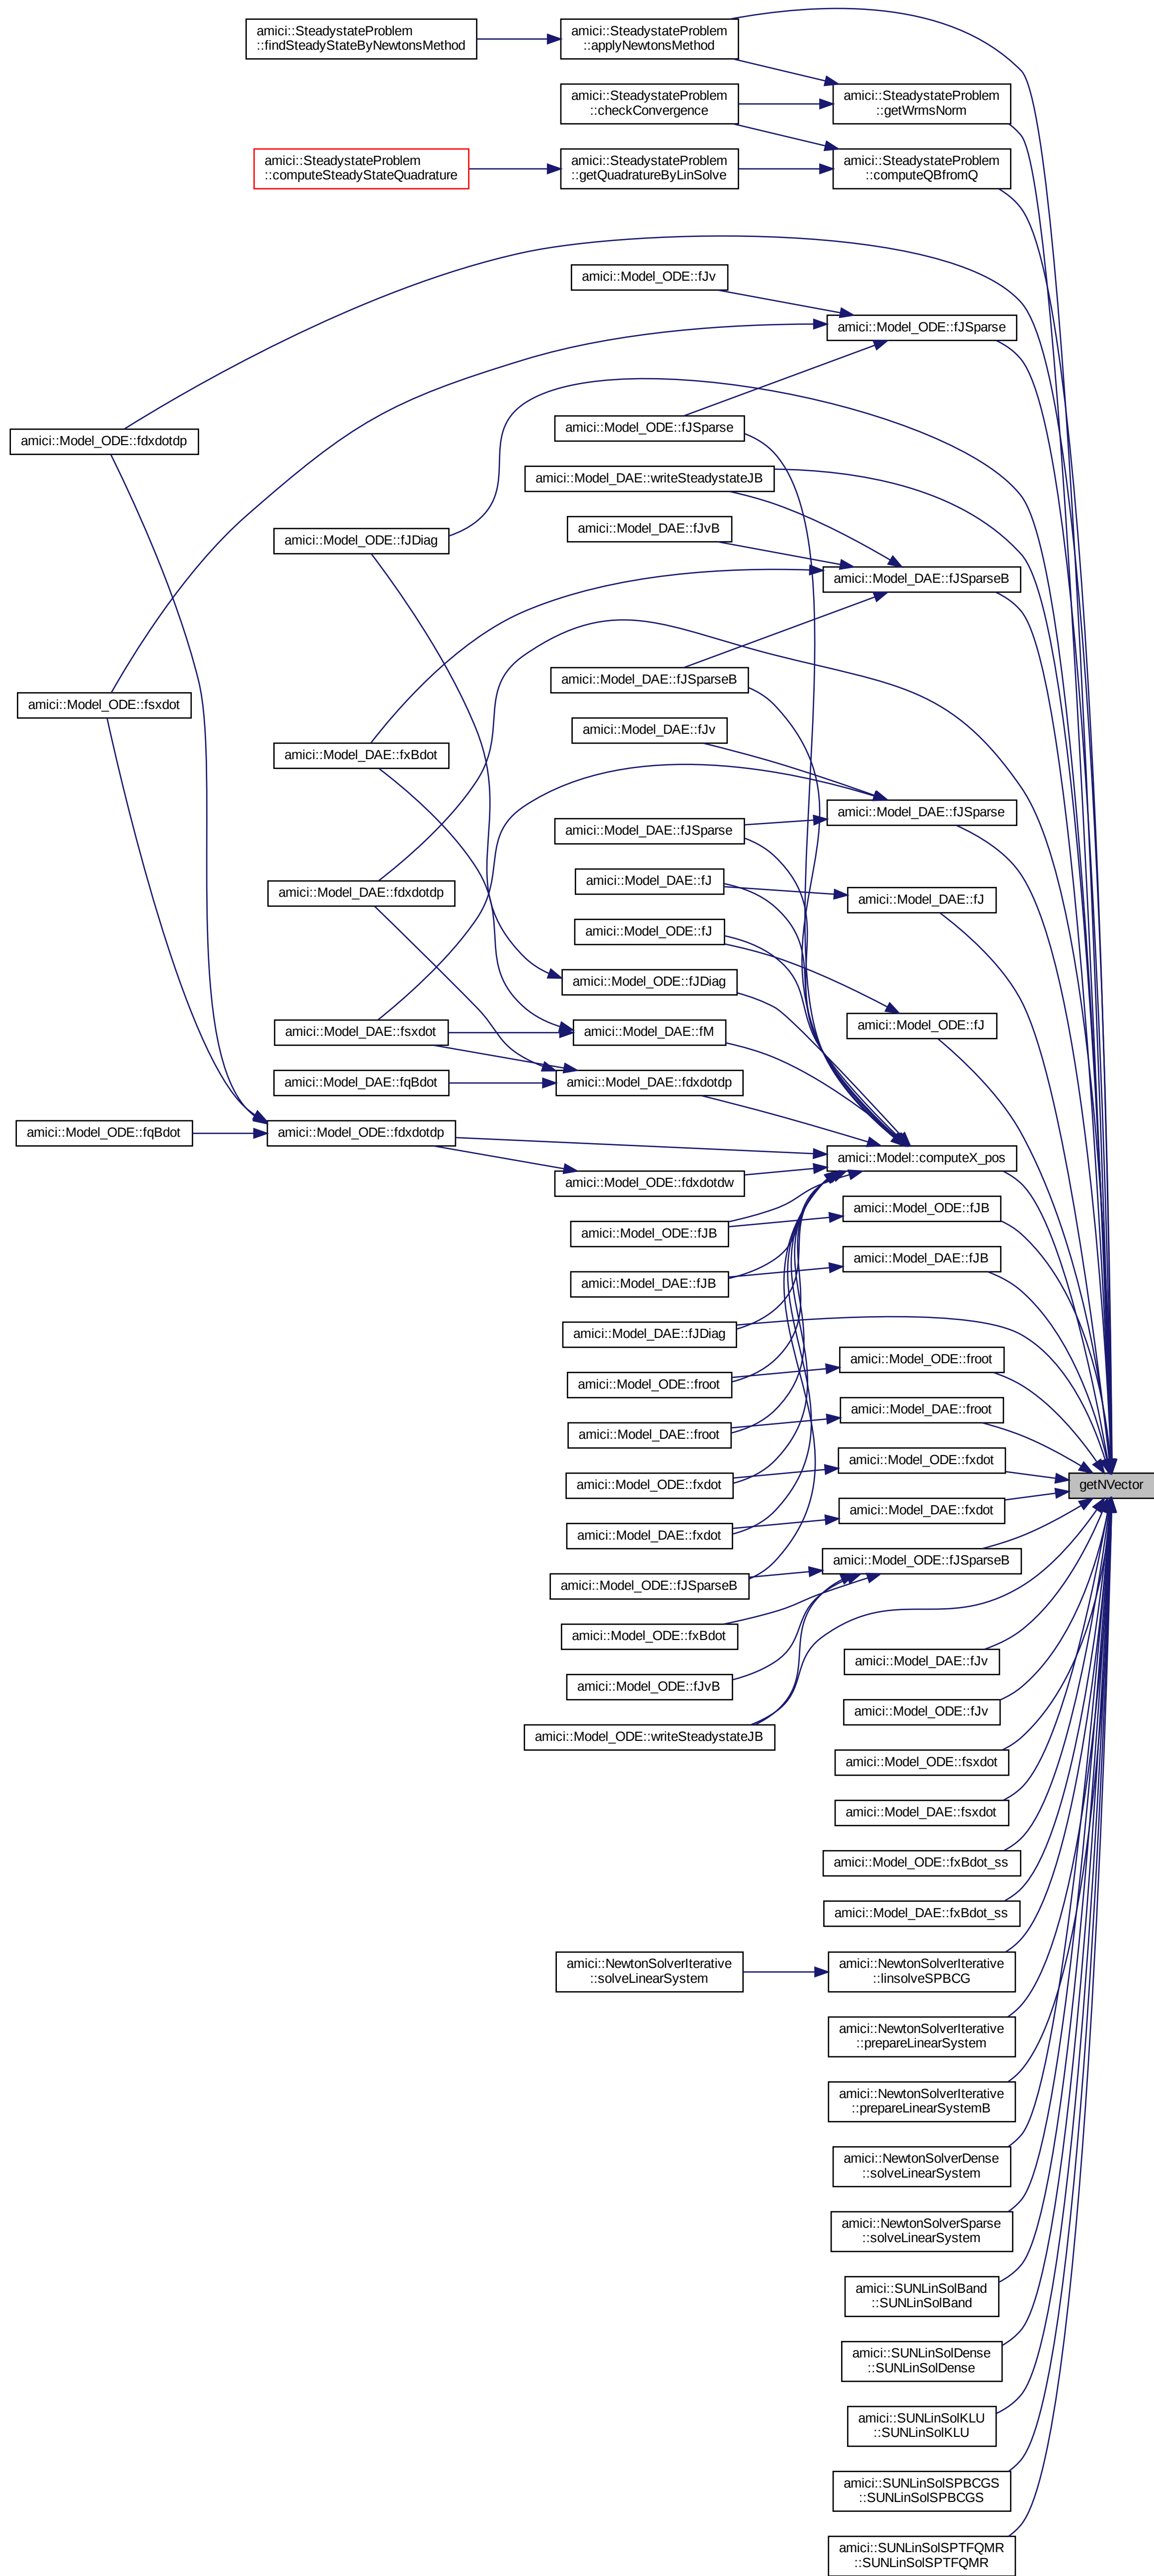 amici::SteadystateProblem
::findSteadyStateByNewtonsMethod
amici::SteadystateProblem
::applyNewtonsMethod
amici::SteadystateProblem
::checkConvergence
amici::SteadystateProblem
::getWrmsNorm
amici::SteadystateProblem
::computeSteadyStateQuadrature
amici::SteadystateProblem
::getQuadratureByLinSolve
amici::SteadystateProblem
::computeQBfromQ
amici::Model_ODE::fJv
amici::Model_ODE::fJSparse
amici::Model_ODE::fJSparse
amici::Model_ODE::fdxdotdp
amici::Model_DAE::writeSteadystateJB
amici::Model_DAE::fJvB
amici::Model_ODE::fJDiag
amici::Model_DAE::fJSparseB
amici::Model_DAE::fJSparseB
amici::Model_ODE::fsxdot
amici::Model_DAE::fJv
amici::Model_DAE::fxBdot
amici::Model_DAE::fJSparse
amici::Model_DAE::fJSparse
amici::Model_DAE::fJ
amici::Model_DAE::fdxdotdp
amici::Model_DAE::fJ
amici::Model_ODE::fJ
amici::Model_ODE::fJDiag
amici::Model_ODE::fJ
amici::Model_DAE::fsxdot
amici::Model_DAE::fM
amici::Model_DAE::fqBdot
amici::Model_DAE::fdxdotdp
amici::Model_ODE::fqBdot
amici::Model_ODE::fdxdotdp
amici::Model::computeX_pos
amici::Model_ODE::fdxdotdw
amici::Model_ODE::fJB
amici::Model_ODE::fJB
amici::Model_DAE::fJB
amici::Model_DAE::fJB
amici::Model_DAE::fJDiag
amici::Model_ODE::froot
amici::Model_ODE::froot
amici::Model_DAE::froot
amici::Model_DAE::froot
amici::Model_ODE::fxdot
amici::Model_ODE::fxdot
getNVector
amici::Model_DAE::fxdot
amici::Model_DAE::fxdot
amici::Model_ODE::fJSparseB
amici::Model_ODE::fJSparseB
amici::Model_ODE::fxBdot
amici::Model_DAE::fJv
amici::Model_ODE::fJvB
amici::Model_ODE::fJv
amici::Model_ODE::writeSteadystateJB
amici::Model_ODE::fsxdot
amici::Model_DAE::fsxdot
amici::Model_ODE::fxBdot_ss
amici::Model_DAE::fxBdot_ss
amici::NewtonSolverIterative
::solveLinearSystem
amici::NewtonSolverIterative
::linsolveSPBCG
amici::NewtonSolverIterative
::prepareLinearSystem
amici::NewtonSolverIterative
::prepareLinearSystemB
amici::NewtonSolverDense
::solveLinearSystem
amici::NewtonSolverSparse
::solveLinearSystem
amici::SUNLinSolBand
::SUNLinSolBand
amici::SUNLinSolDense
::SUNLinSolDense
amici::SUNLinSolKLU
::SUNLinSolKLU
amici::SUNLinSolSPBCGS
::SUNLinSolSPBCGS
amici::SUNLinSolSPTFQMR
::SUNLinSolSPTFQMR